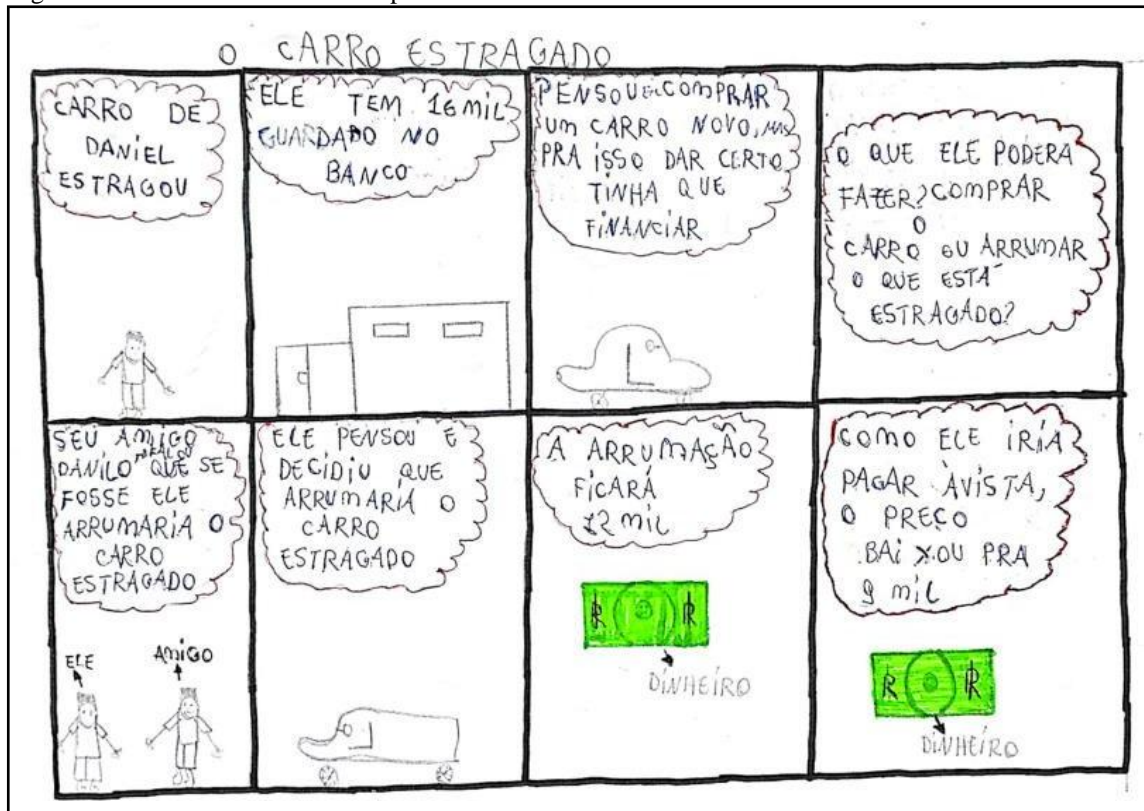 O CARRO ESTRAGADO
CARRO DE
DANIEL
ESTRAGOU
ELE TEM 16 MIL
GUARDADO NO
BANCO
PENSOU COMPRAR
UM CARRO NOVO, MAS
PRA ISSO DAR CERTO
TINHA QUE
FINANCIAR
O QUE ELE PODERA
FAZER? COMPRAR
O
CARRO OU ARRUMAR
O QUE ESTÁ
ESTRAGADO?
SEU AMIGO
DANILO QUE SE
FOSSE ELE
ARRUMARIA O
CARRO
ESTRAGADO
ELE
AMIGO
ELE PENSOU E
DECIDIU QUE
ARRUMARIA O
CARRO
ESTRAGADO
A ARRUMAÇÃO
FICARÁ
12 MIL
DINHEIRO
COMO ELE IRIA
PAGAR ÀVISTA,
O PREÇO
BAIXOU PRA
9 MIL
DINHEIRO